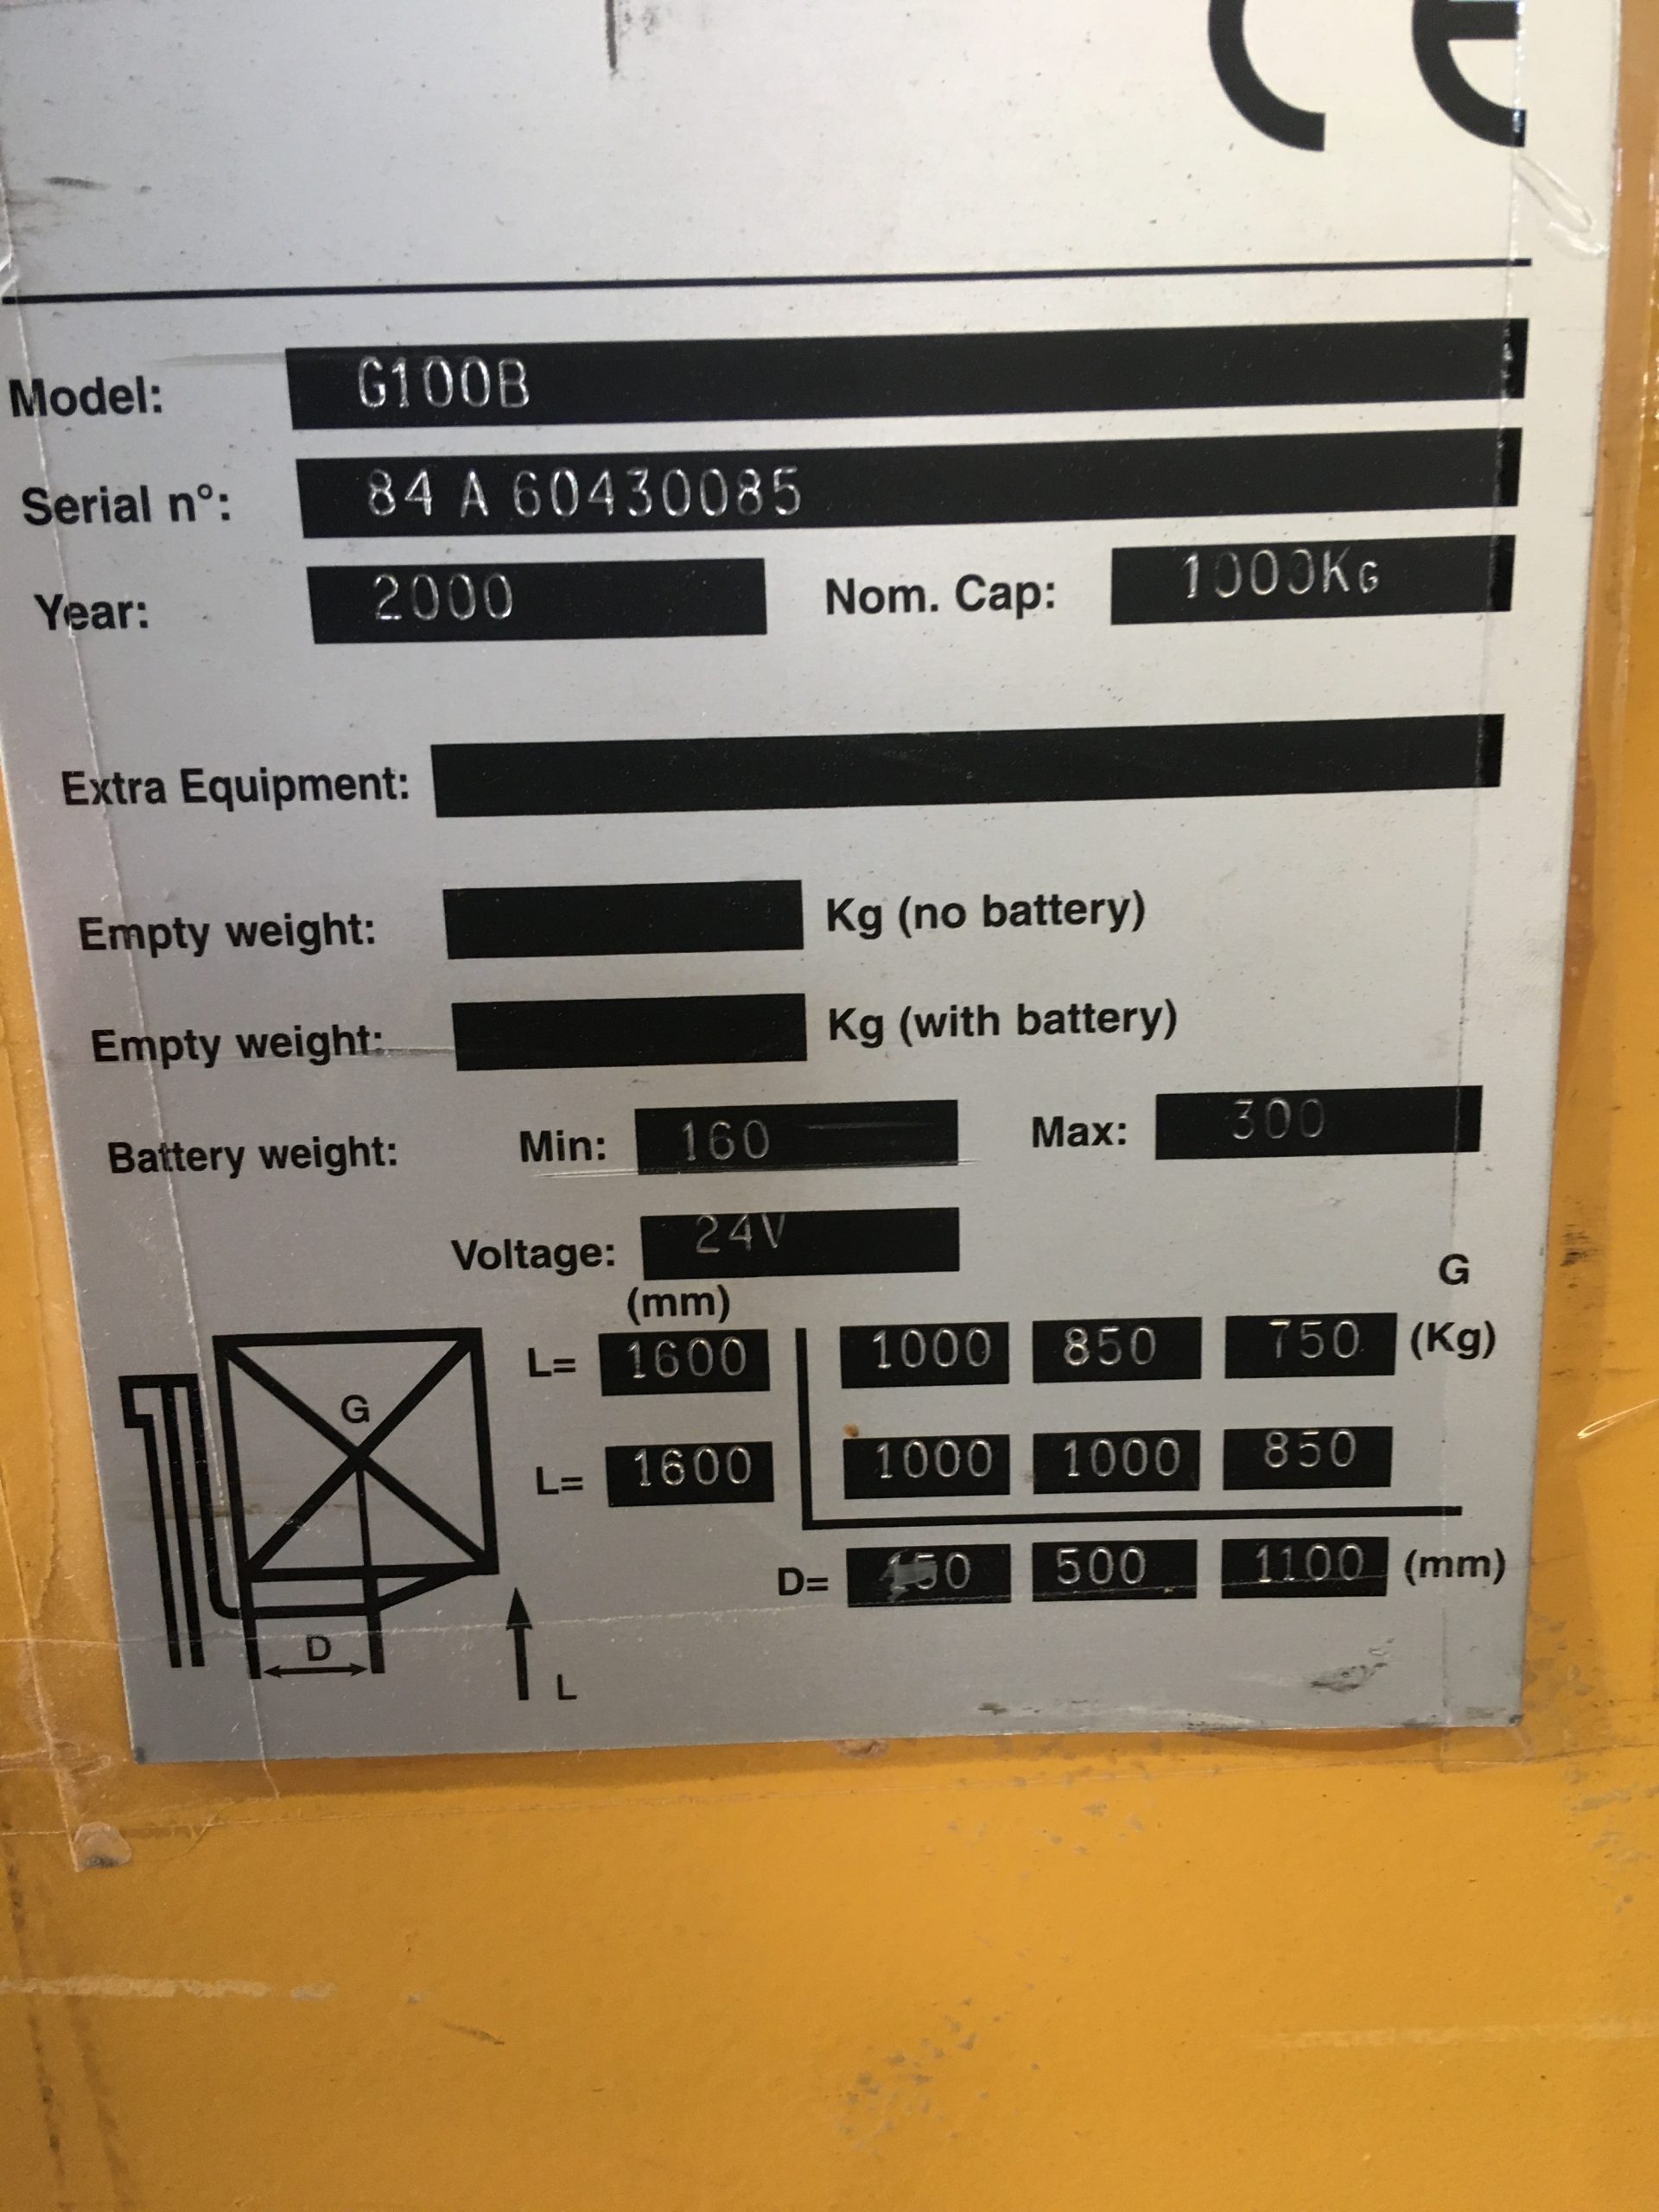 CE
Model: G100B
Serial n°: 84 A 60430085
Year: 2000 Nom. Cap: 1000KG
Extra Equipment:
Empty weight: Kg (no battery)
Empty weight: Kg (with battery)
Battery weight: Min: 160 Max: 300
Voltage: 24V
(mm) G
L= 1600 1000 850 750 (Kg)
G
L= 1600 1000 1000 850
D= 500 1100 (mm)
D
L